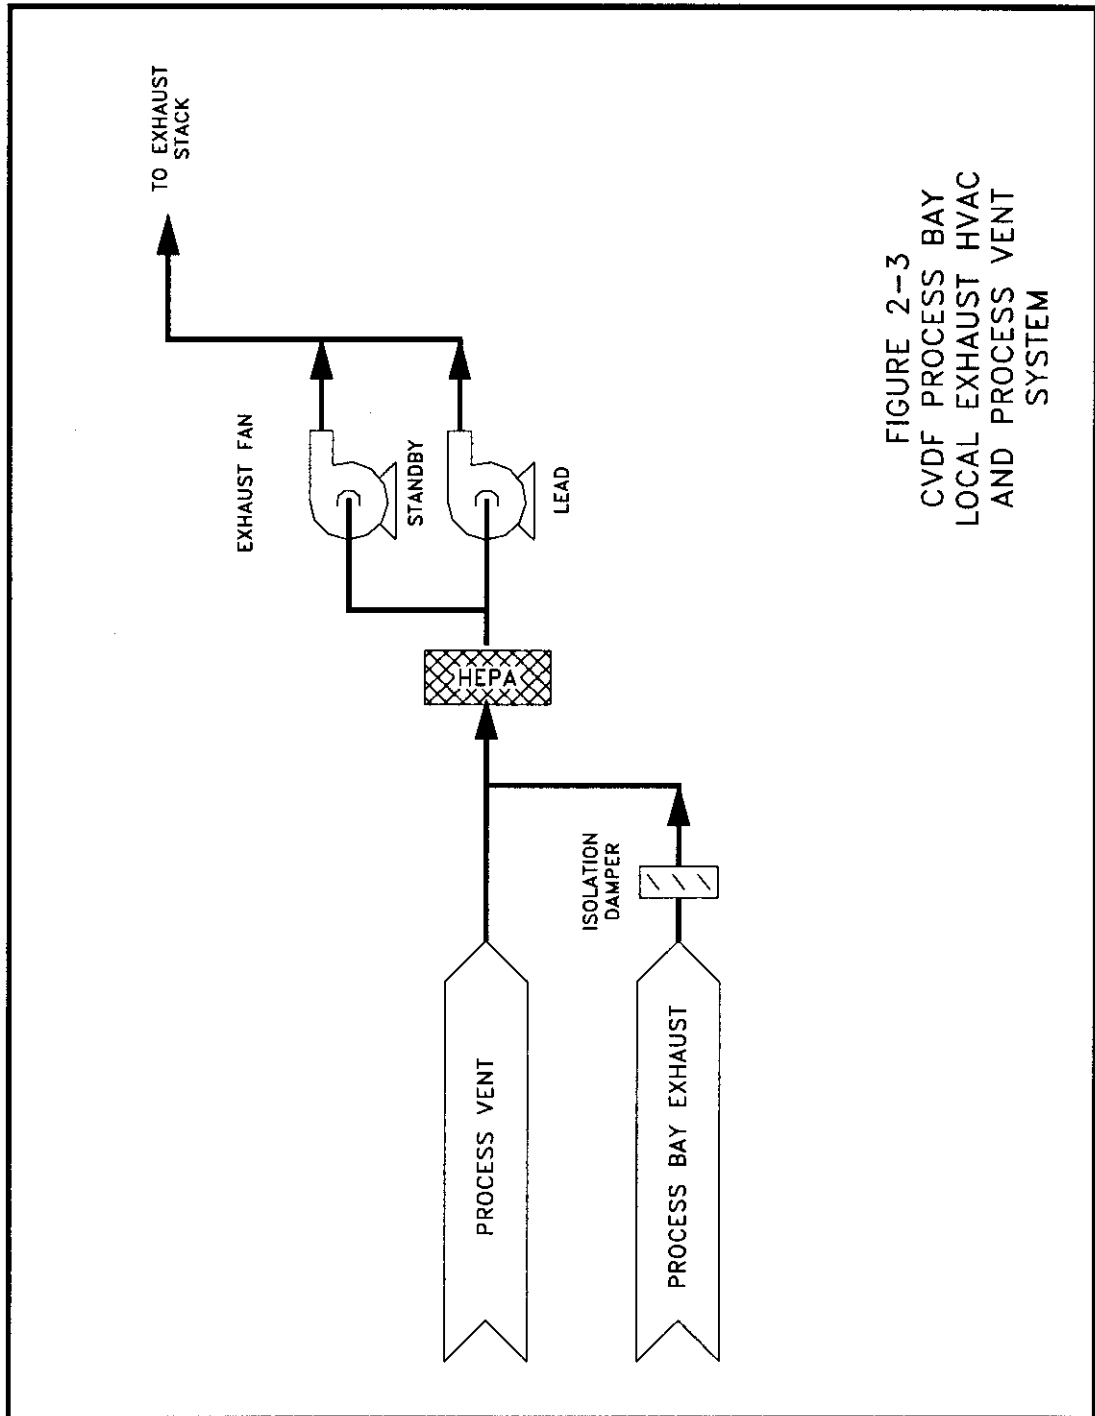 TO EXHAUST
STACK
EXHAUST FAN
STANDBY
LEAD
HEPA
ISOLATION
DAMPER
PROCESS VENT
PROCESS BAY EXHAUST
FIGURE 2-3
CVDF PROCESS BAY
LOCAL EXHAUST HVAC
AND PROCESS VENT
SYSTEM